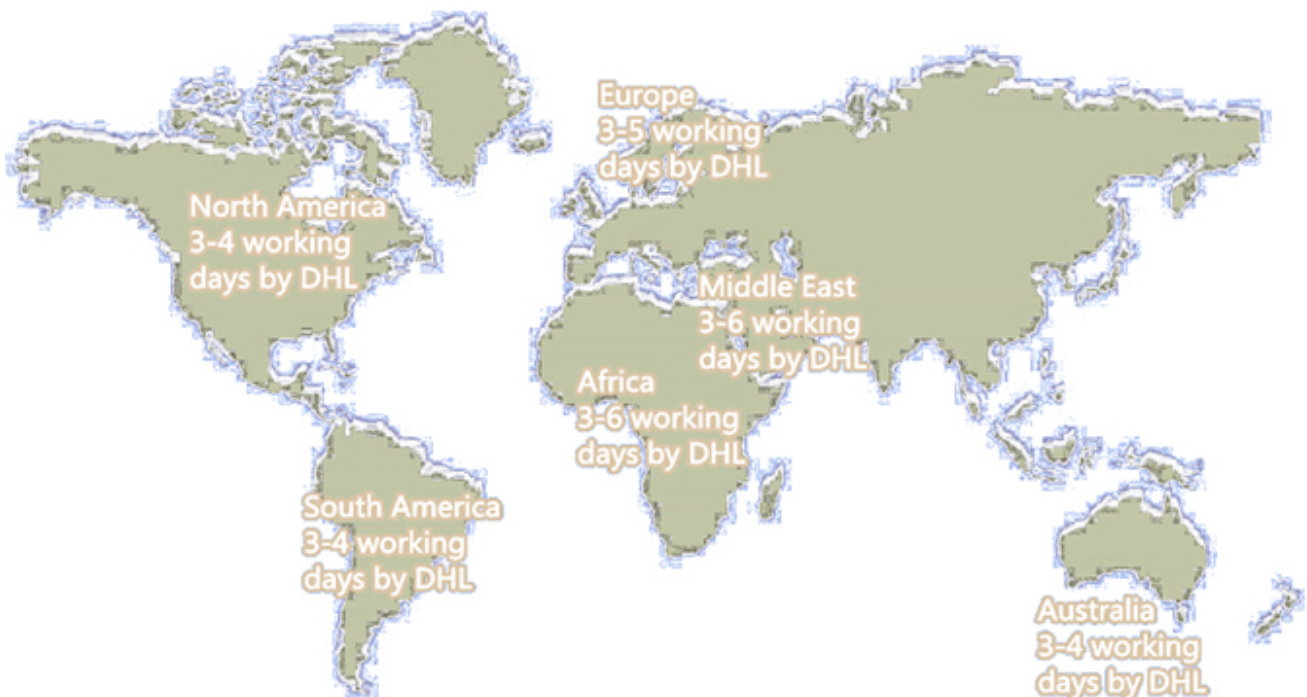 Europe
3-5 working
days by DHL
North America
3-4 working
days by DHL
Middle East
3-6 working
days by DHL
Africa
3-6 working
days by DHL
South America
3-4 working
days by DHL
Australia
3-4 working
days by DHL